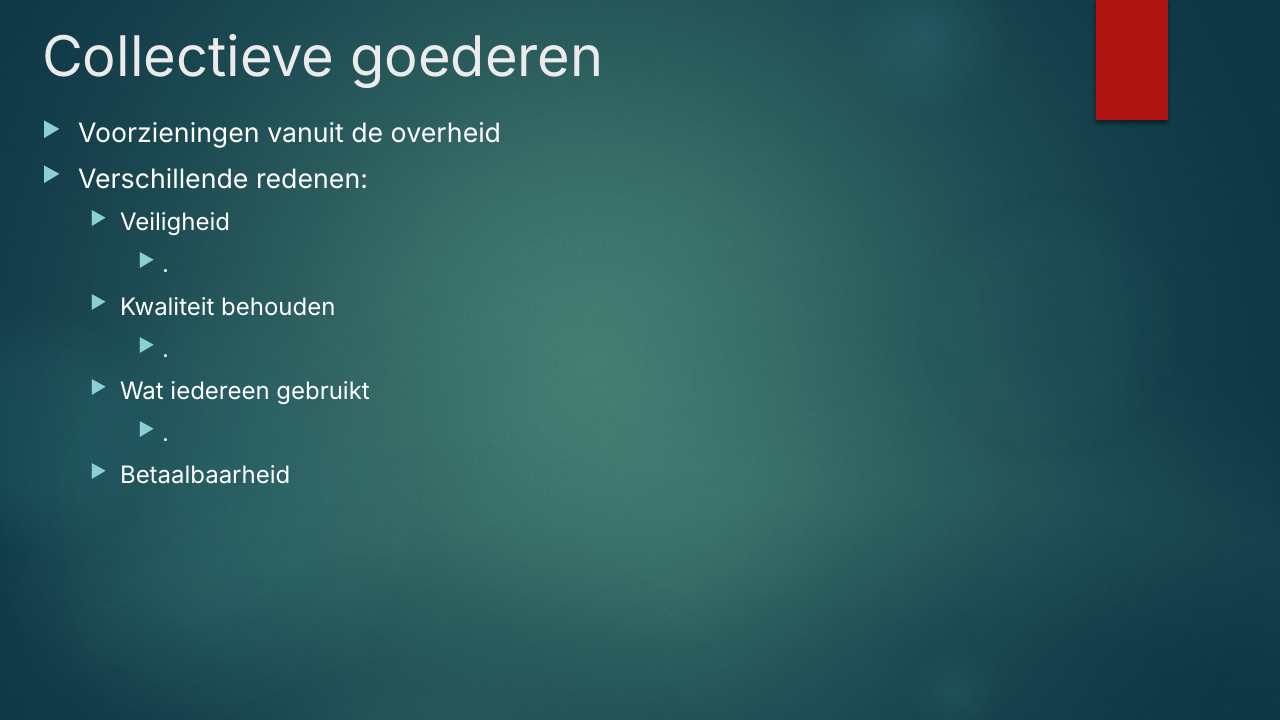 Collectieve goederen
Voorzieningen vanuit de overheid
Verschillende redenen:
Veiligheid
.
Kwaliteit behouden
.
Wat iedereen gebruikt
.
Betaalbaarheid